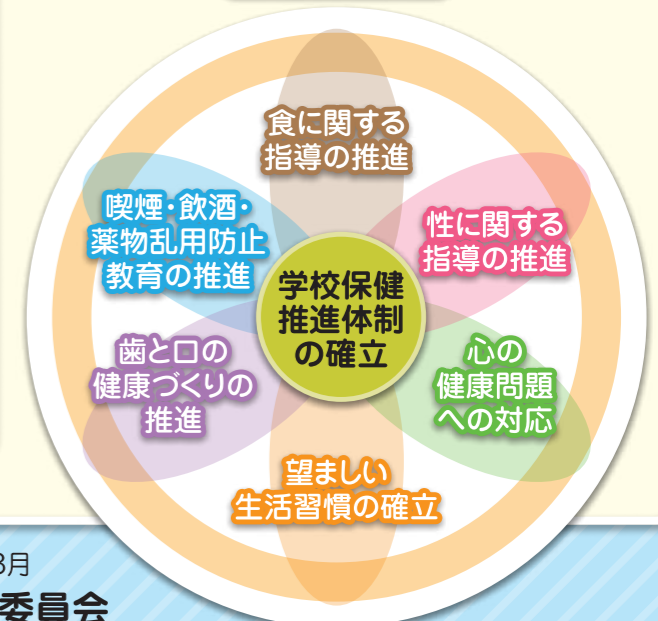 食に関する
指導の推進
喫煙・飲酒・
薬物乱用防止
教育の推進
性に関する
指導の推進
学校保健
推進体制
の確立
歯と口の
健康づくりの
推進
心の
健康問題
への対応
望ましい
生活習慣の確立
3月
委員会